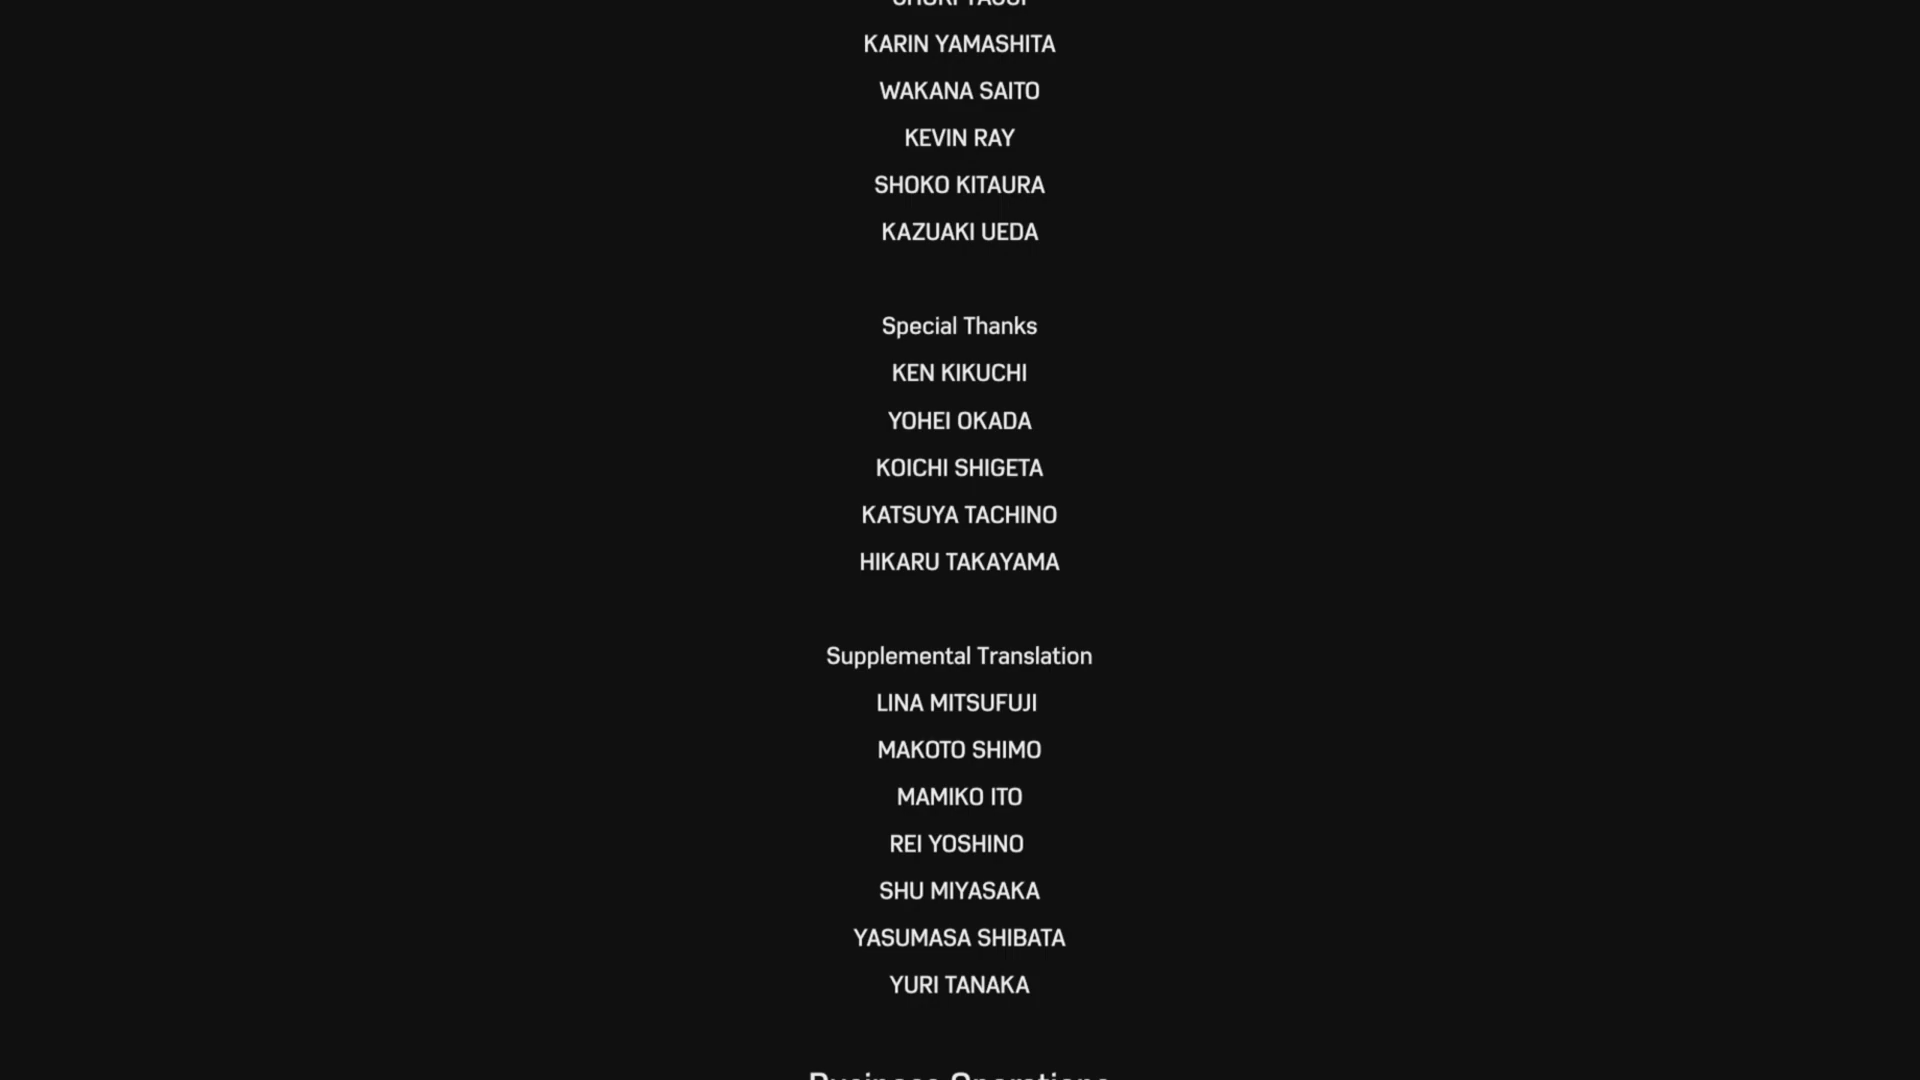 KARIN YAMASHITA
WAKANA SAITO
KEVIN RAY
SHOKO KITAURA
KAZUAKI UEDA
Special Thanks
KEN KIKUCHI
YOHEI OKADA
KOICHI SHIGETA
KATSUYA TACHINO
HIKARU TAKAYAMA
Supplemental Translation
LINA MITSUFUJI
MAKOTO SHIMO
MAMIKO ITO
REI YOSHINO
SHU MIYASAKA
YASUMASA SHIBATA
YURI TANAKA
Business Operations